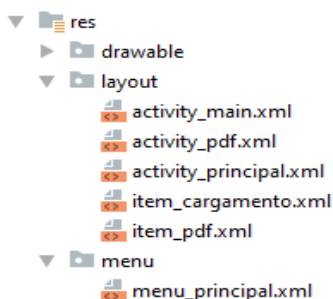 res
drawable
layout
activity_main.xml
activity_pdf.xml
activity_principal.xml
item_cargamento.xml
item_pdf.xml
menu
menu_principal.xml